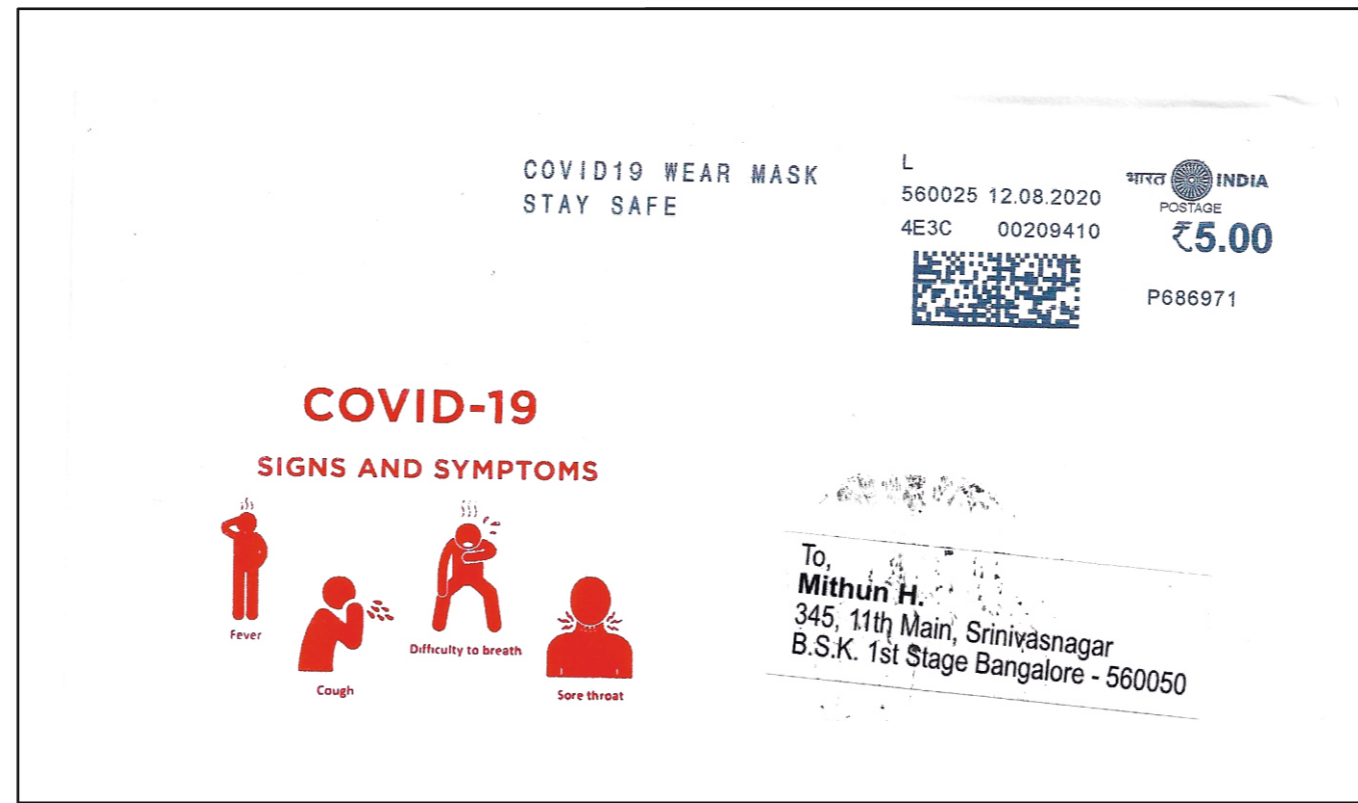 COVID19 WEAR MASK
STAY SAFE
L
560025 12.08.2020
4E3C 00209410
भारत INDIA
POSTAGE
₹5.00
P686971
COVID-19
SIGNS AND SYMPTOMS
Fever
Cough
Difficulty to breath
Sore throat
To,
Mithun H.
345, 11th Main, Srinivasnagar
B.S.K. 1st Stage Bangalore - 560050